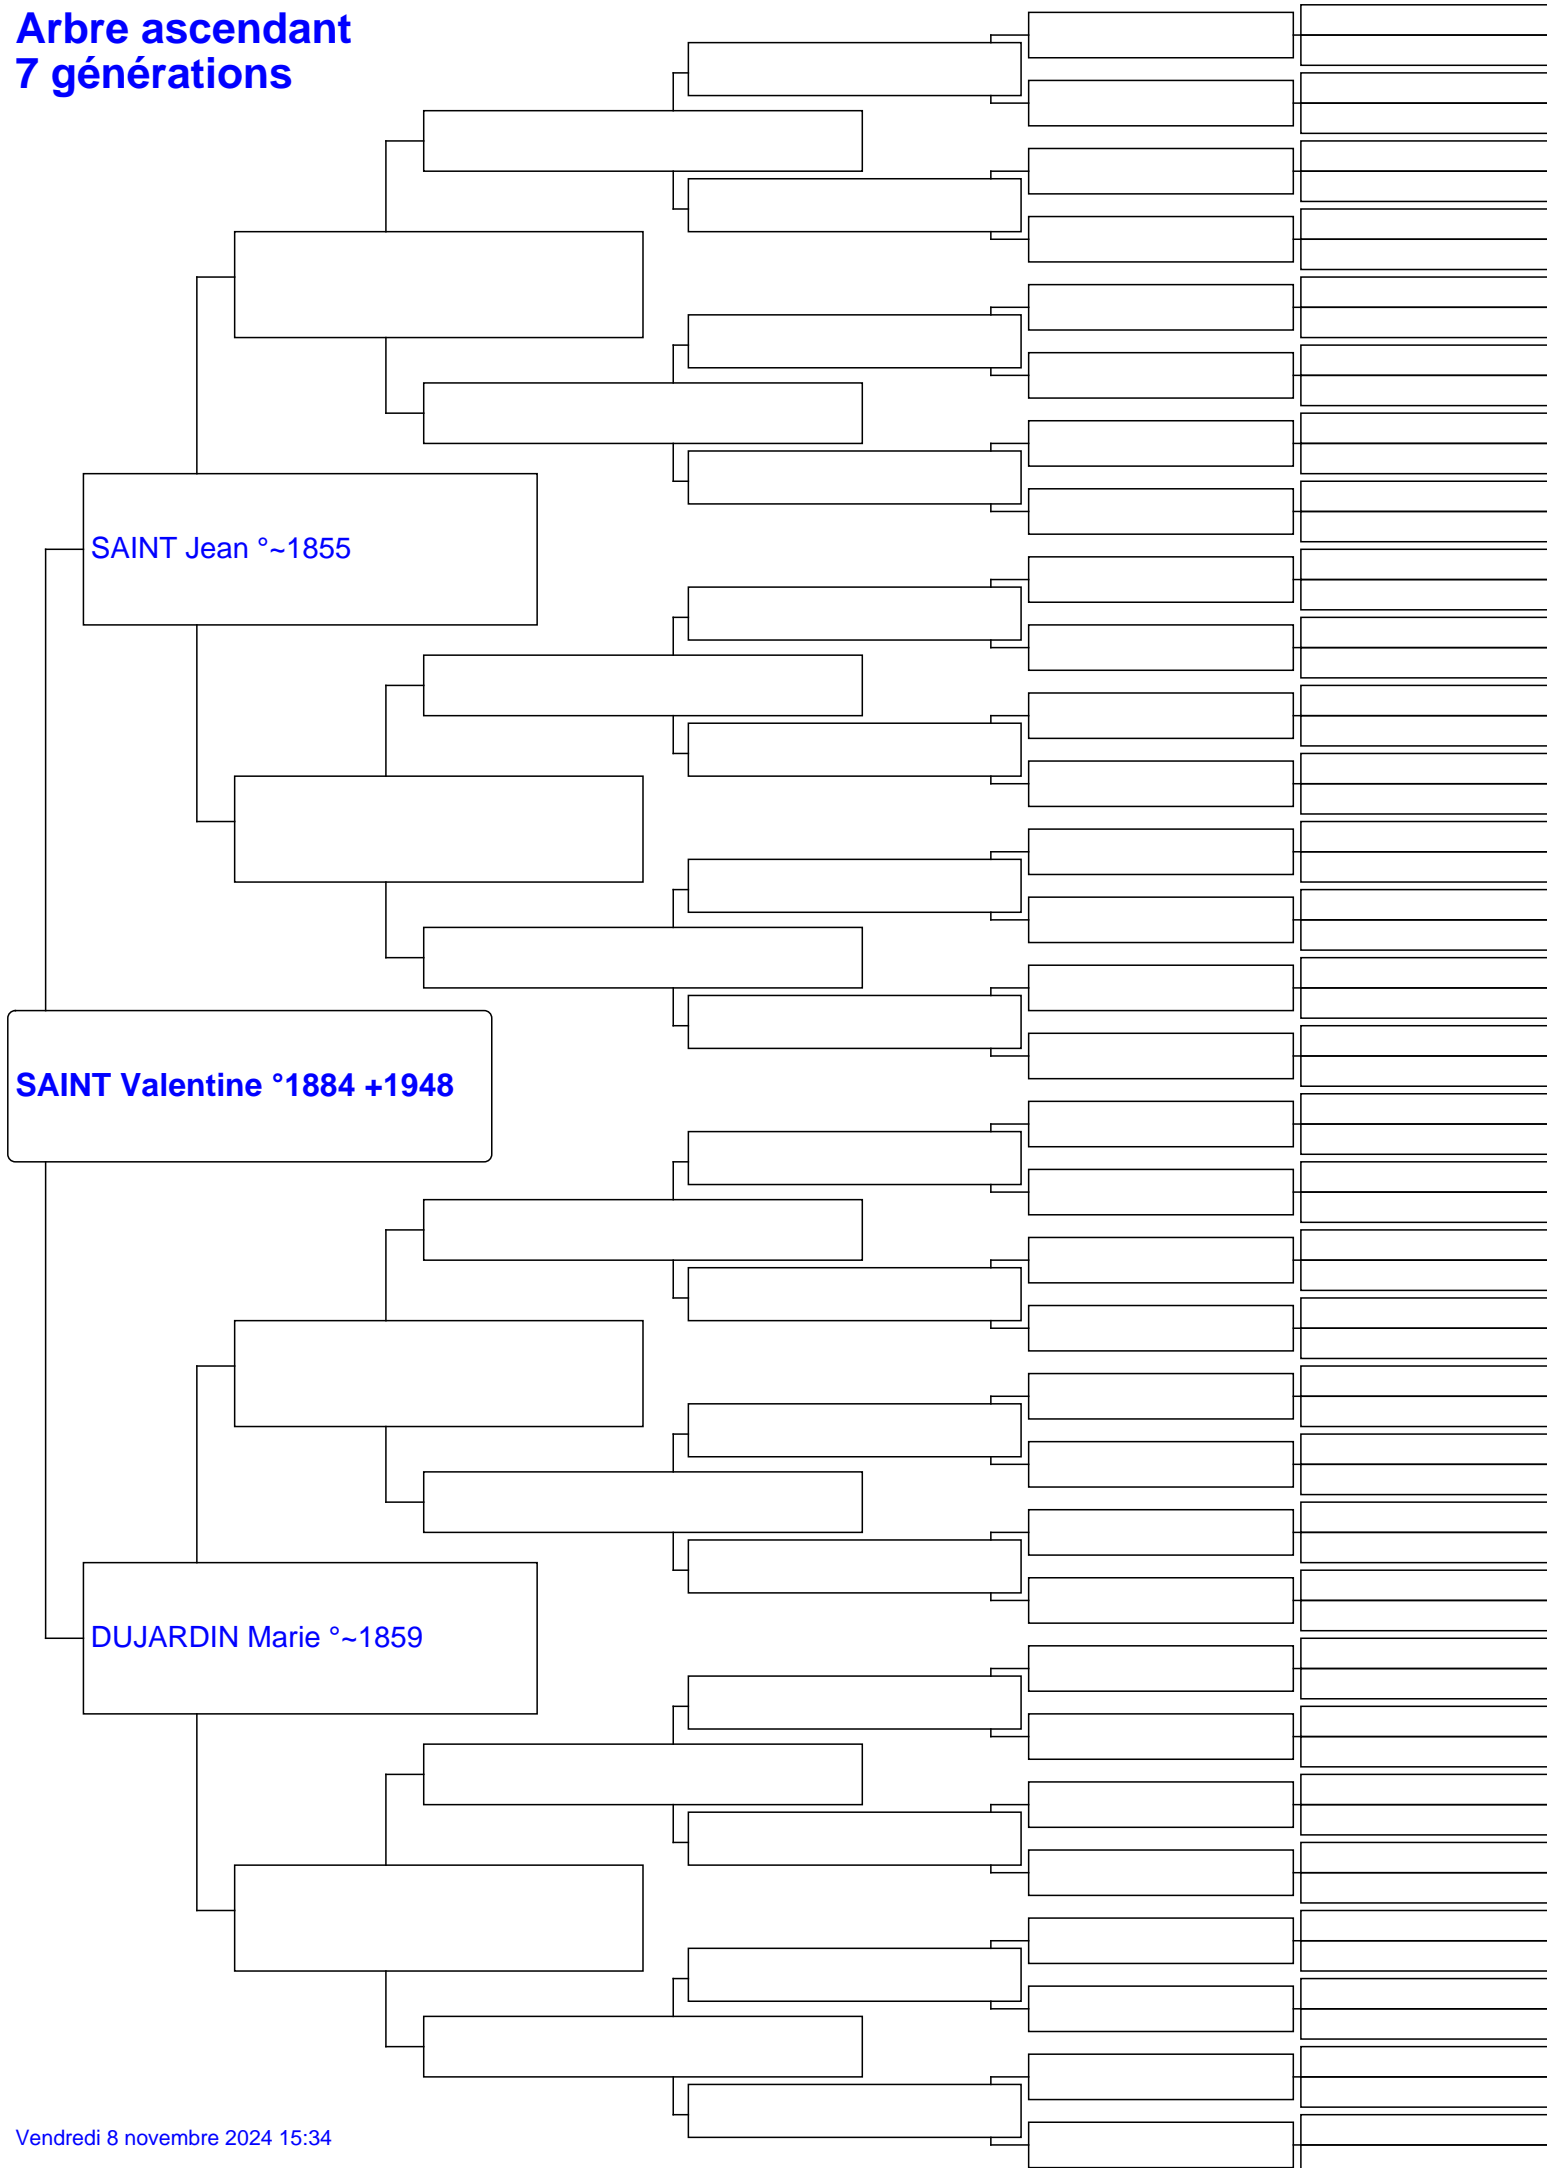 Arbre ascendant
7 générations
SAINT Jean °~1855
SAINT Valentine °1884 +1948
DUJARDIN Marie °~1859
Vendredi 8 novembre 2024 15:34